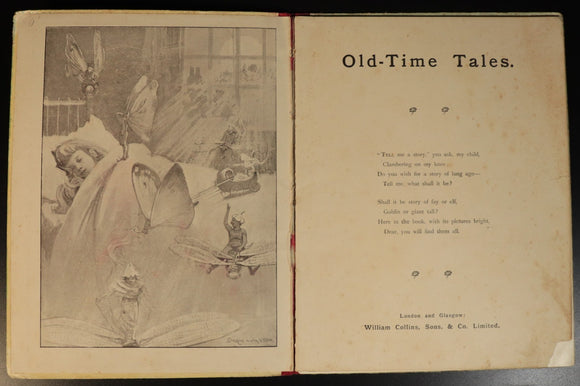 Old-Time Tales.
"TELL me a story," you ask, my child,
Clambering on my knee
Do you wish for a story of long ago—
Tell me, what shall it be?
Shall it be story of fay or elf,
Goblin or giant tall?
Here is the book, with its pictures bright,
Dear, you will find them all.
London and Glasgow:
William Collins, Sons, & Co. Limited.